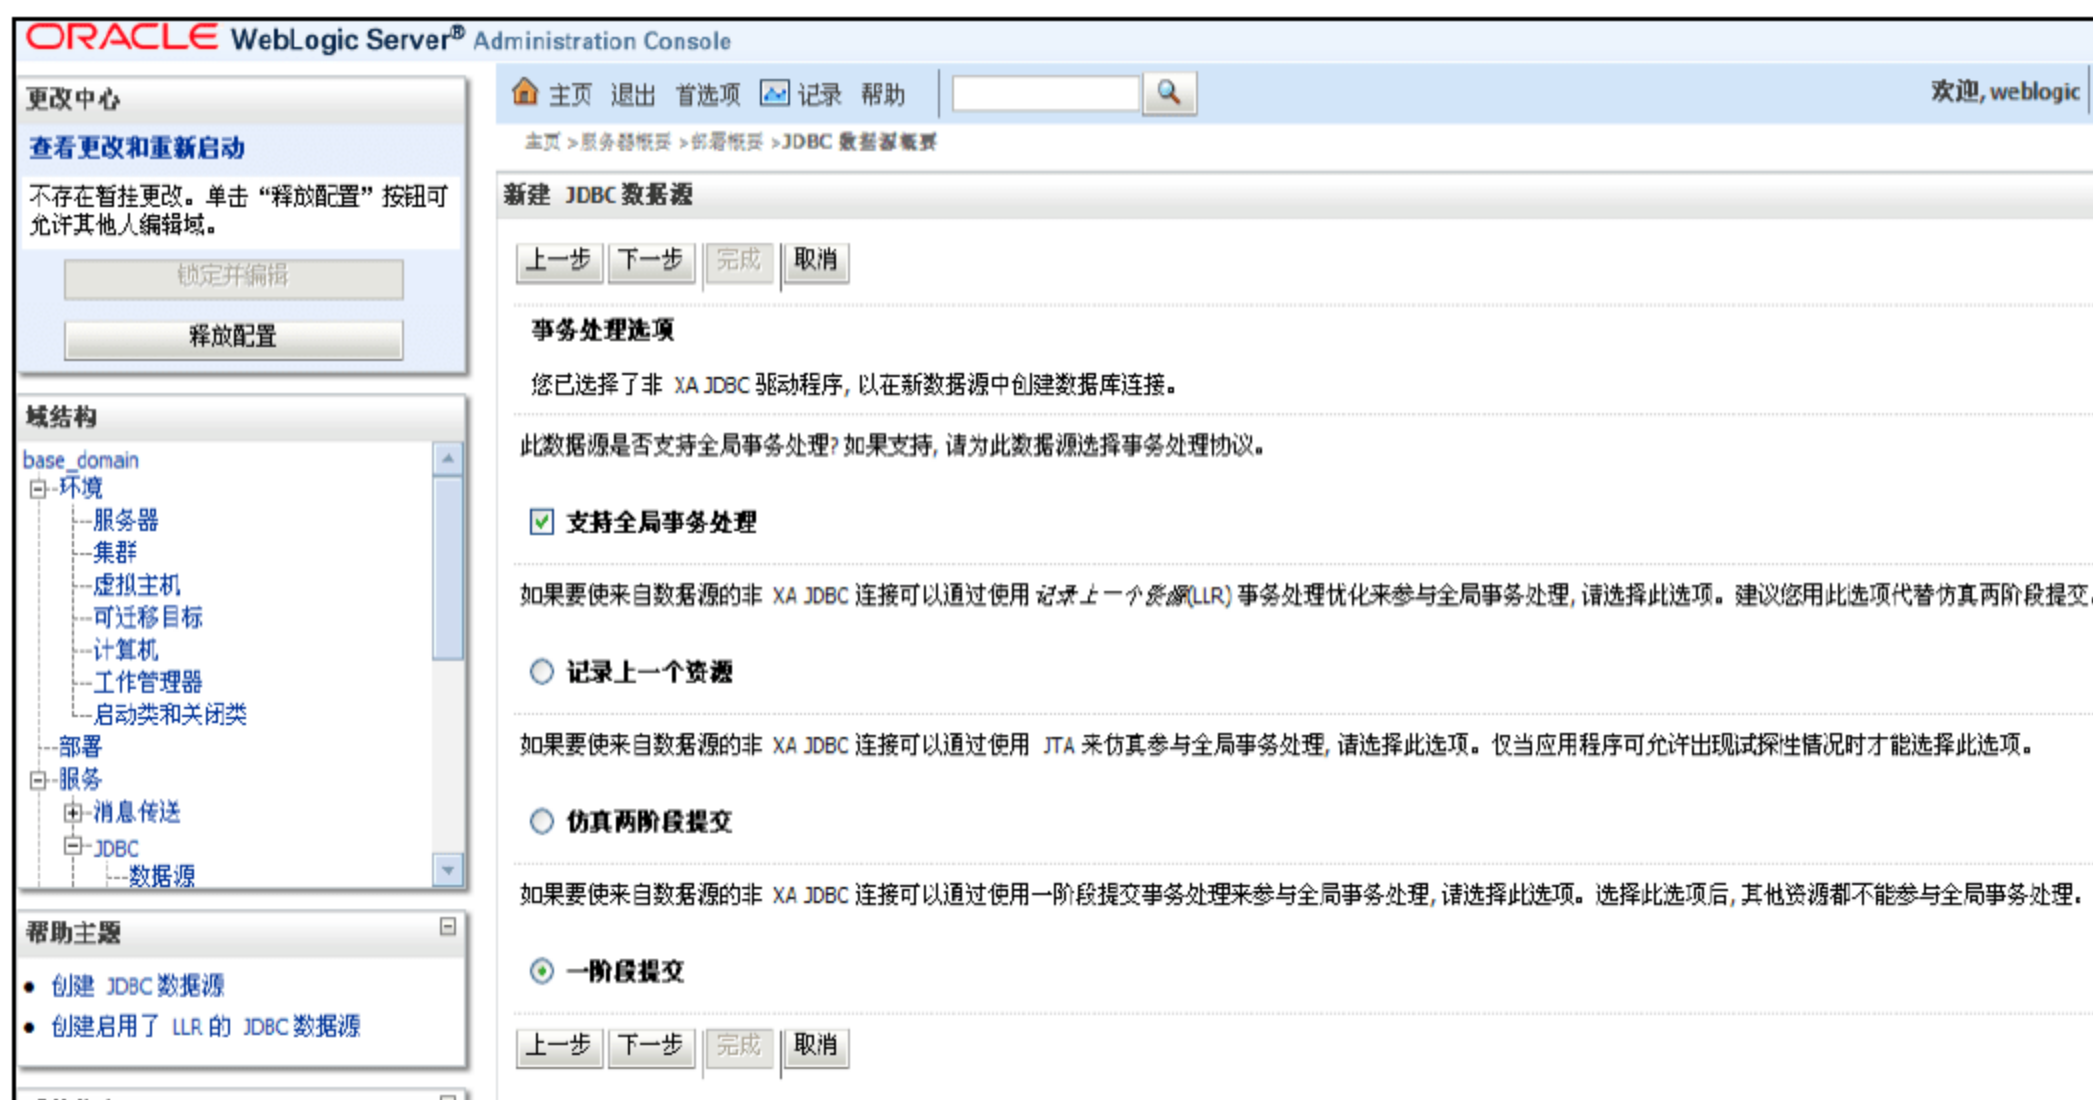 ORACLE WebLogic Server® Administration Console
更改中心
查看更改和重新启动
不存在暂挂更改。单击“释放配置”按钮可
允许其他人编辑域。
锁定并编辑
释放配置
域结构
base_domain
环境
服务器
集群
虚拟主机
可迁移目标
计算机
工作管理器
启动类和关闭类
部署
服务
消息传送
JDBC
数据源
帮助主题
创建 JDBC 数据源
创建启用了 LLR 的 JDBC 数据源
主页 退出 首选项 记录 帮助
欢迎, weblogic
主页 >服务器概要 >部署概要 >JDBC 数据源概要
新建 JDBC 数据源
上一步 下一步 完成 取消
事务处理选项
您已选择了非 XA JDBC 驱动程序, 以在新数据源中创建数据库连接。
此数据源是否支持全局事务处理? 如果支持, 请为此数据源选择事务处理协议。
支持全局事务处理
如果要使来自数据源的非 XA JDBC 连接可以通过使用 记录上一个资源(LLR) 事务处理优化来参与全局事务处理, 请选择此选项。建议您用此选项代替仿真两阶段提交。
记录上一个资源
如果要使来自数据源的非 XA JDBC 连接可以通过使用 JTA 来仿真参与全局事务处理, 请选择此选项。仅当应用程序可允许出现试探性情况时才能选择此选项。
仿真两阶段提交
如果要使来自数据源的非 XA JDBC 连接可以通过使用一阶段提交事务处理来参与全局事务处理, 请选择此选项。选择此选项后, 其他资源都不能参与全局事务处理。
一阶段提交
上一步 下一步 完成 取消